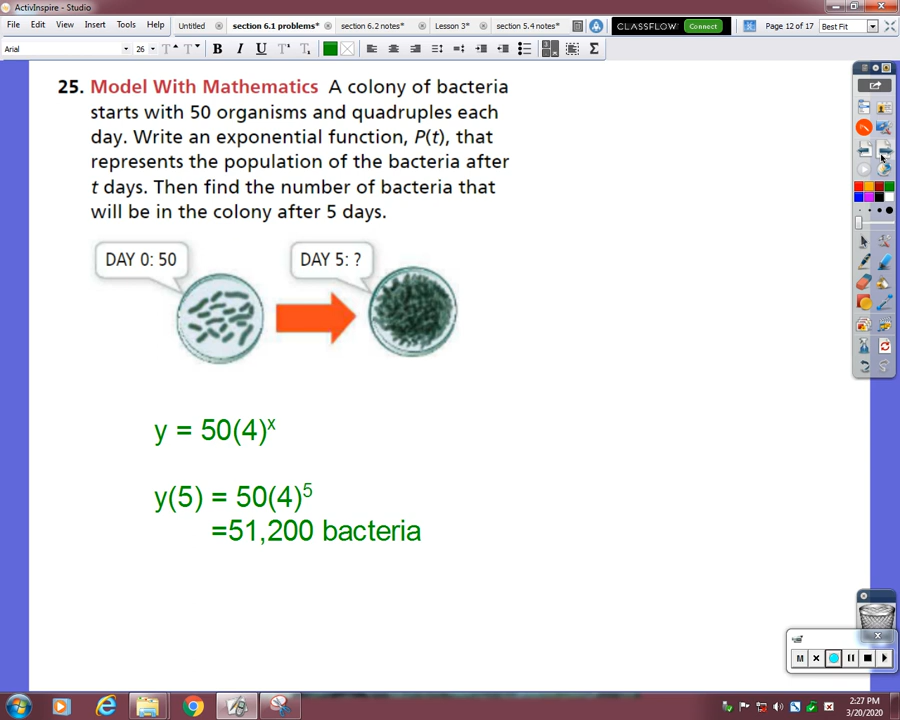 ActivInspire - Studio
File Edit View Insert Tools Help
Untitled section 6.1 problems* section 6.2 notes* Lesson 3* section 5.4 notes* CLASSFLOW Connect Page 12 of 17 Best Fit
Arial 26 B I U
25. Model With Mathematics A colony of bacteria
starts with 50 organisms and quadruples each
day. Write an exponential function, P(t), that
represents the population of the bacteria after
t days. Then find the number of bacteria that
will be in the colony after 5 days.
DAY 0: 50 DAY 5: ?
y = 50(4)^x
y(5) = 50(4)^5
=51,200 bacteria
M
2:27 PM
3/20/2020